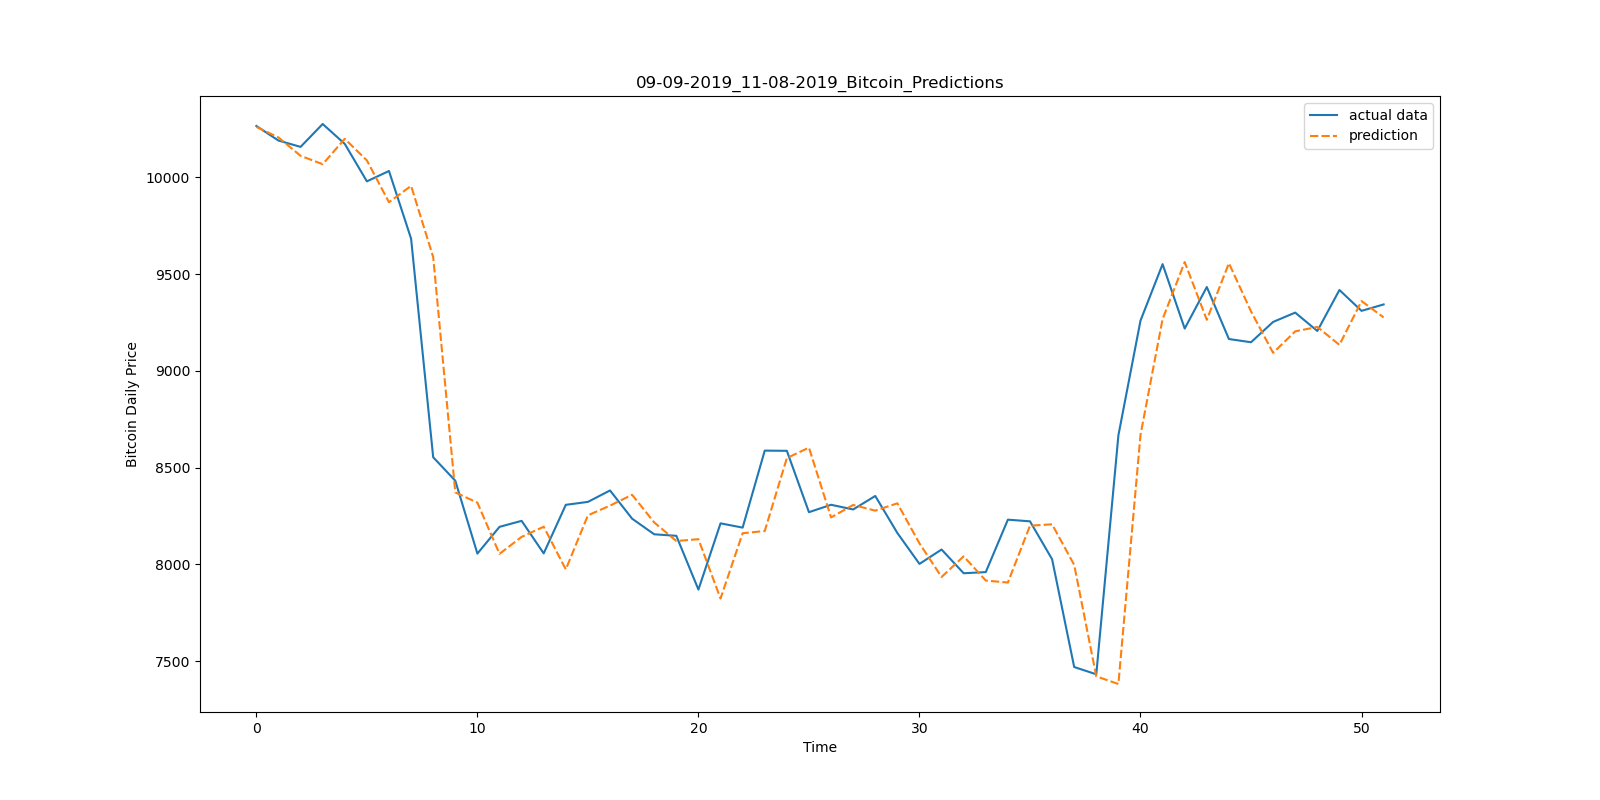 09-09-2019_11-08-2019_Bitcoin_Predictions
actual data
prediction
Bitcoin Daily Price
10000
9500
9000
8500
8000
7500
0 10 20 30 40 50
Time